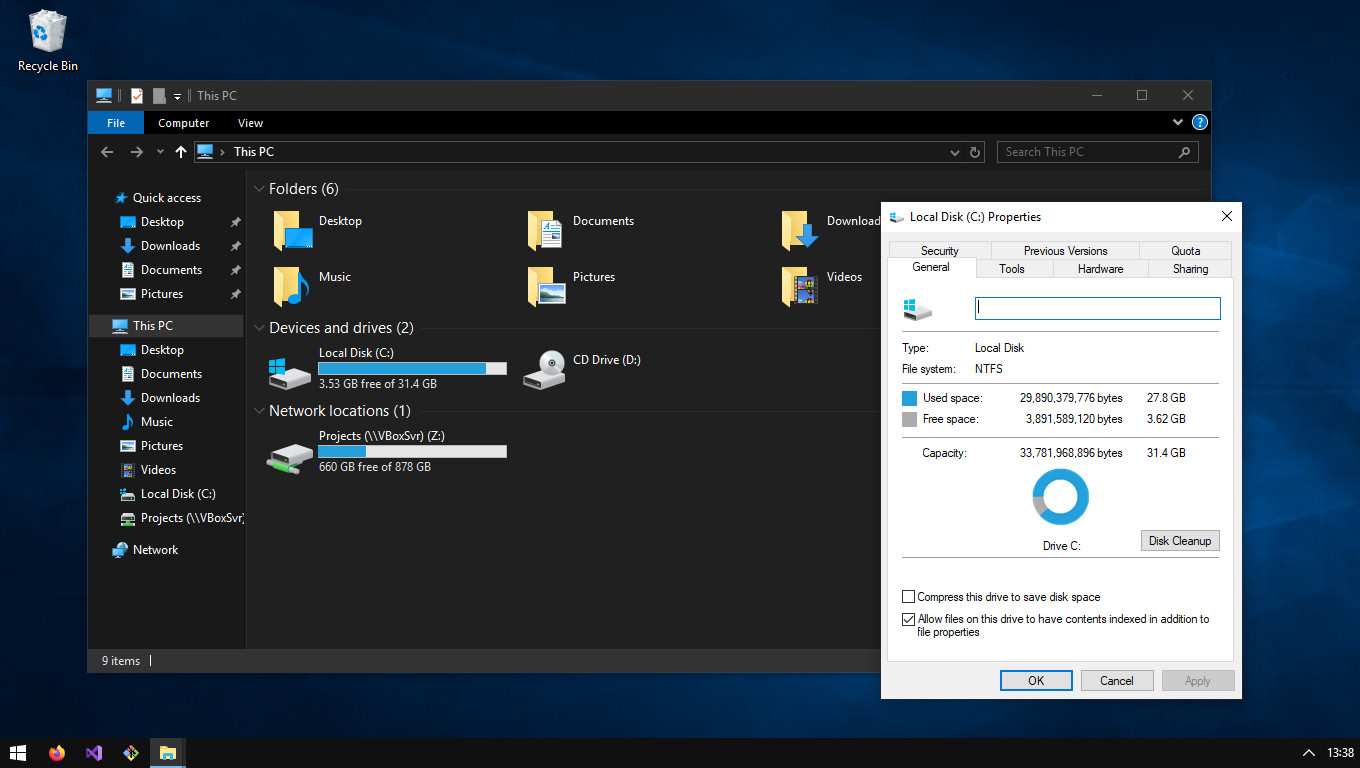 Recycle Bin
This PC
File Computer View
This PC
Search This PC
Quick access
Desktop
Downloads
Documents
Pictures
This PC
Desktop
Documents
Downloads
Music
Pictures
Videos
Local Disk (C:)
Projects (\\VBoxSvr)
Network
Folders (6)
Desktop
Documents
Download
Music
Pictures
Videos
Devices and drives (2)
Local Disk (C:)
3.53 GB free of 31.4 GB
CD Drive (D:)
Network locations (1)
Projects (\\VBoxSvr) (Z:)
660 GB free of 878 GB
9 items
Local Disk (C:) Properties
Security Previous Versions Quota
General Tools Hardware Sharing
Type: Local Disk
File system: NTFS
Used space: 29,890,379,776 bytes 27.8 GB
Free space: 3,891,589,120 bytes 3.62 GB
Capacity: 33,781,968,896 bytes 31.4 GB
Drive C:
Disk Cleanup
Compress this drive to save disk space
Allow files on this drive to have contents indexed in addition to
file properties
OK Cancel Apply
13:38